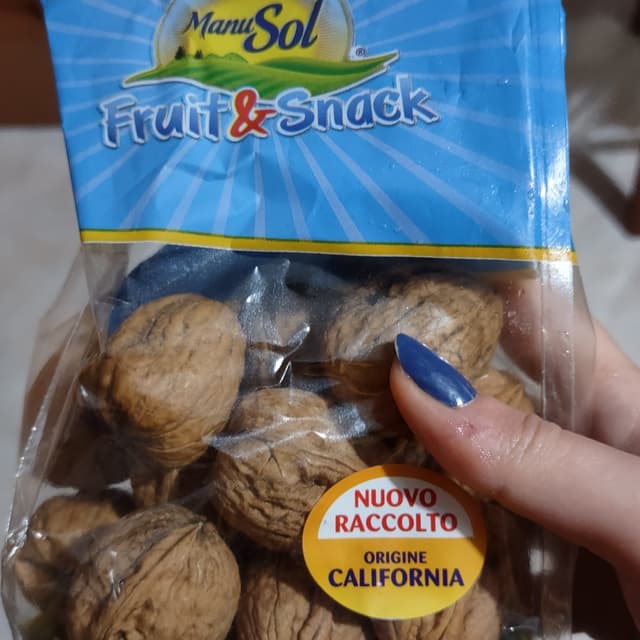 ManuSol®
Fruit & Snack
NUOVO
RACCOLTO
ORIGINE
CALIFORNIA